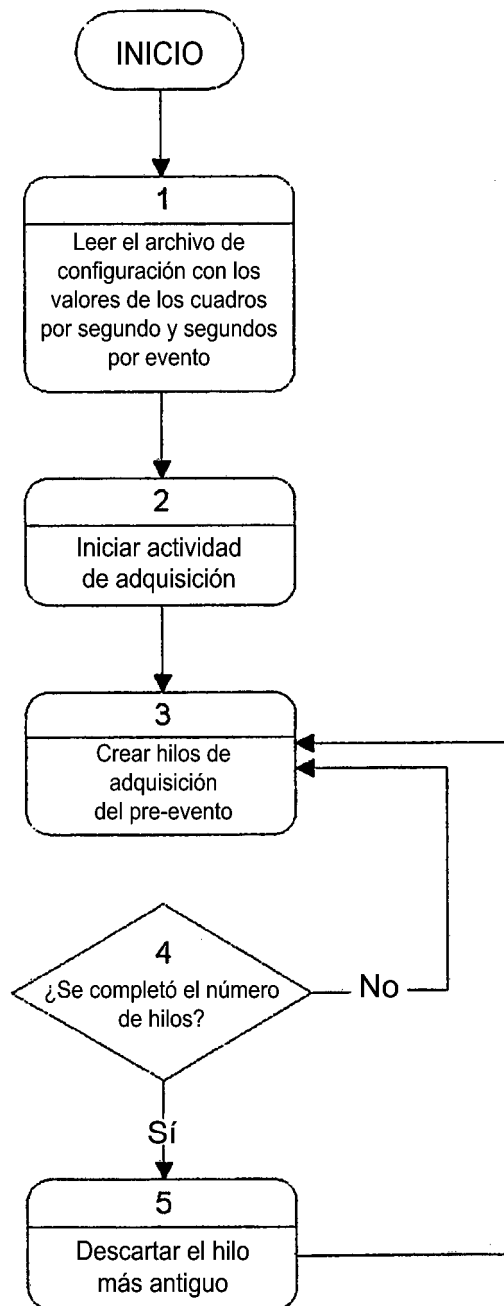 INICIO
1
Leer el archivo de
configuración con los
valores de los cuadros
por segundo y segundos
por evento
2
Iniciar actividad
de adquisición
3
Crear hilos de
adquisición
del pre-evento
4
¿Se completó el número
de hilos?
No
Sí
5
Descartar el hilo
más antiguo